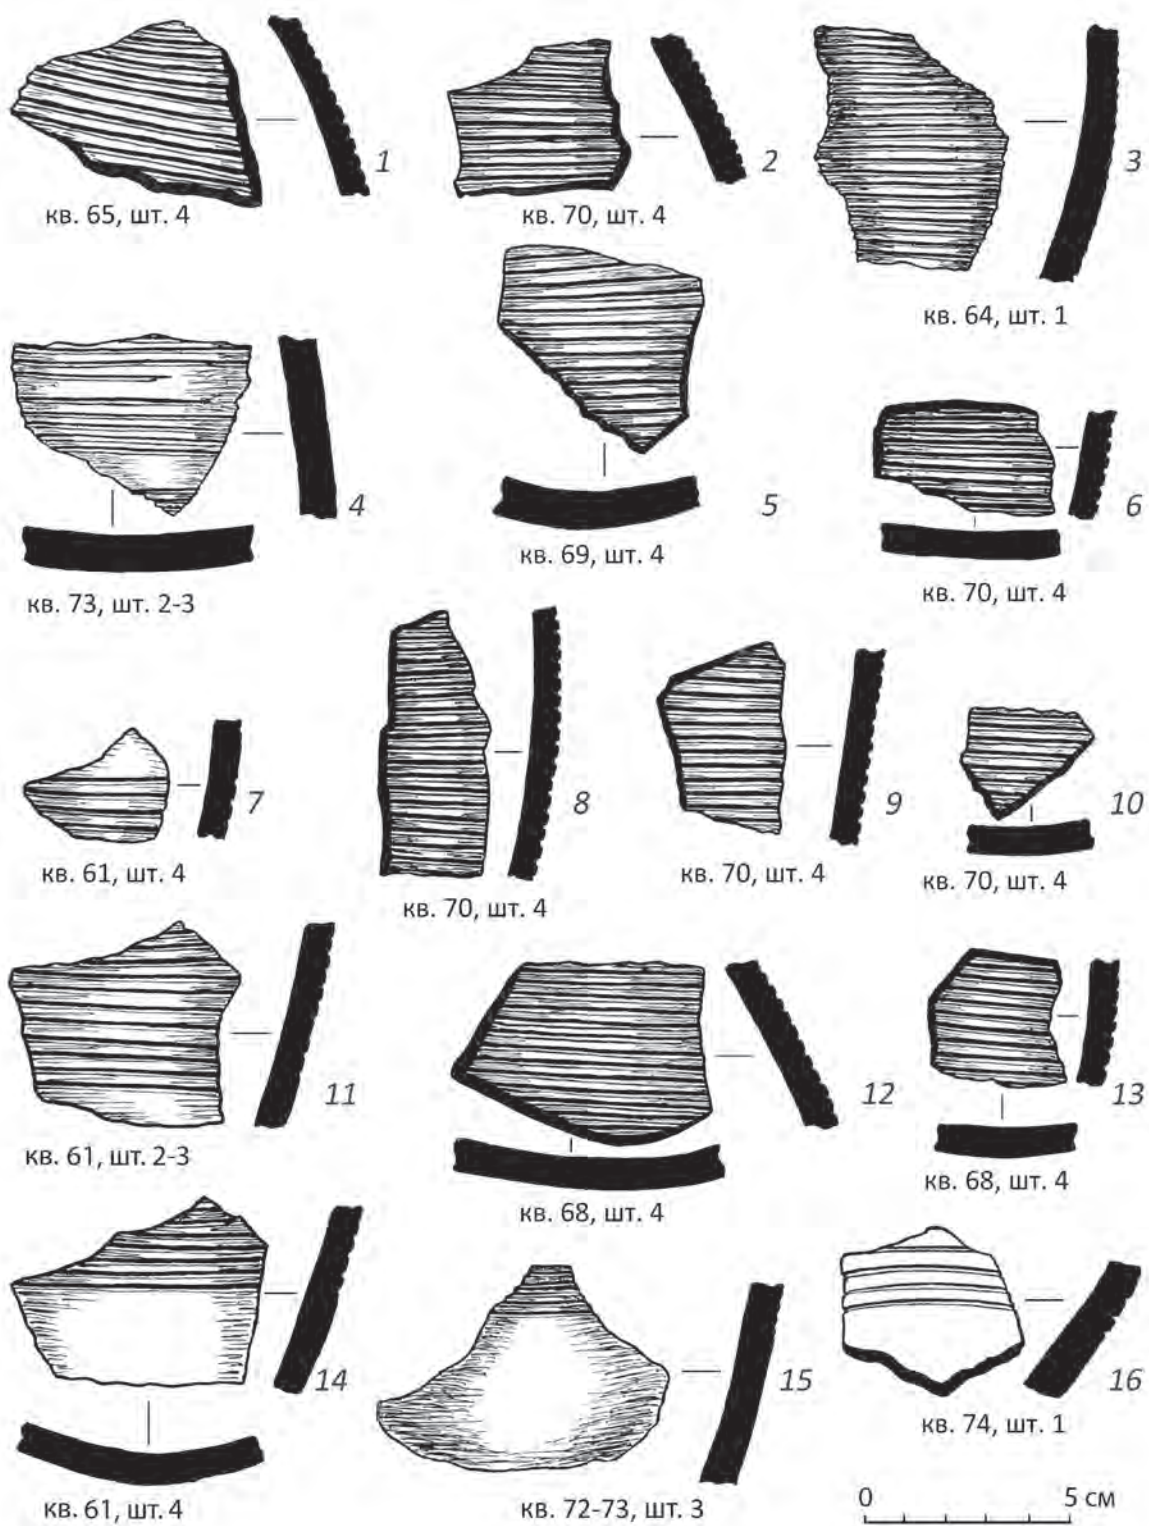 1
кв. 65, шт. 4
2
кв. 70, шт. 4
3
кв. 64, шт. 1
4
кв. 73, шт. 2-3
5
кв. 69, шт. 4
6
кв. 70, шт. 4
7
кв. 61, шт. 4
8
кв. 70, шт. 4
9
кв. 70, шт. 4
10
кв. 70, шт. 4
11
кв. 61, шт. 2-3
12
кв. 68, шт. 4
13
кв. 68, шт. 4
14
кв. 61, шт. 4
15
кв. 72-73, шт. 3
16
кв. 74, шт. 1
0 5 см